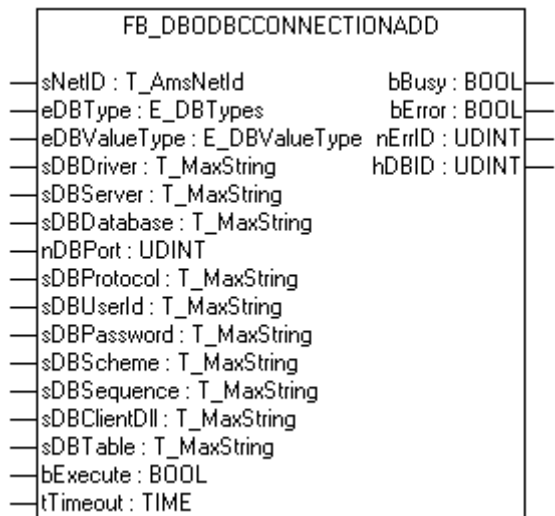 FB_DBODBCCONNECTIONADD
sNetID : T_AmsNetId bBusy : BOOL
eDBType : E_DBTypes bError : BOOL
eDBValueType : E_DBValueType nErrID : UDINT
sDBDriver : T_MaxString hDBID : UDINT
sDBServer : T_MaxString
sDBDatabase : T_MaxString
nDBPort : UDINT
sDBProtocol : T_MaxString
sDBUserId : T_MaxString
sDBPassword : T_MaxString
sDBScheme : T_MaxString
sDBSequence : T_MaxString
sDBClientDll : T_MaxString
sDBTable : T_MaxString
bExecute : BOOL
tTimeout : TIME